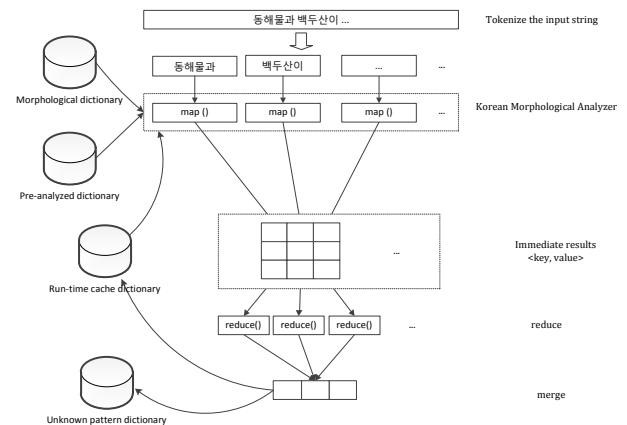 동해물과 백두산이 ...
Tokenize the input string
동해물과
백두산이
...
...
Morphological dictionary
map ()
map ()
map ()
...
Korean Morphological Analyzer
Pre-analyzed dictionary
...
Immediate results
<key, value>
Run-time cache dictionary
reduce()
reduce()
reduce()
...
reduce
merge
Unknown pattern dictionary